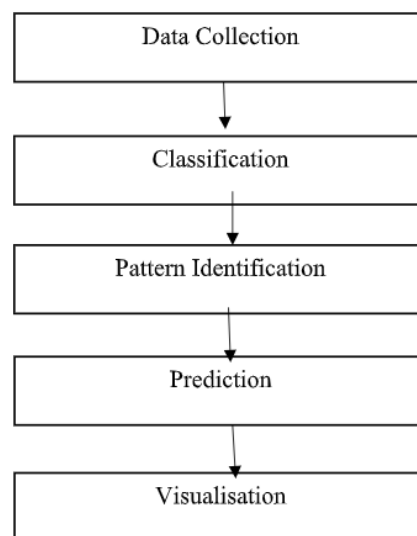 Data Collection
Classification
Pattern Identification
Prediction
Visualisation